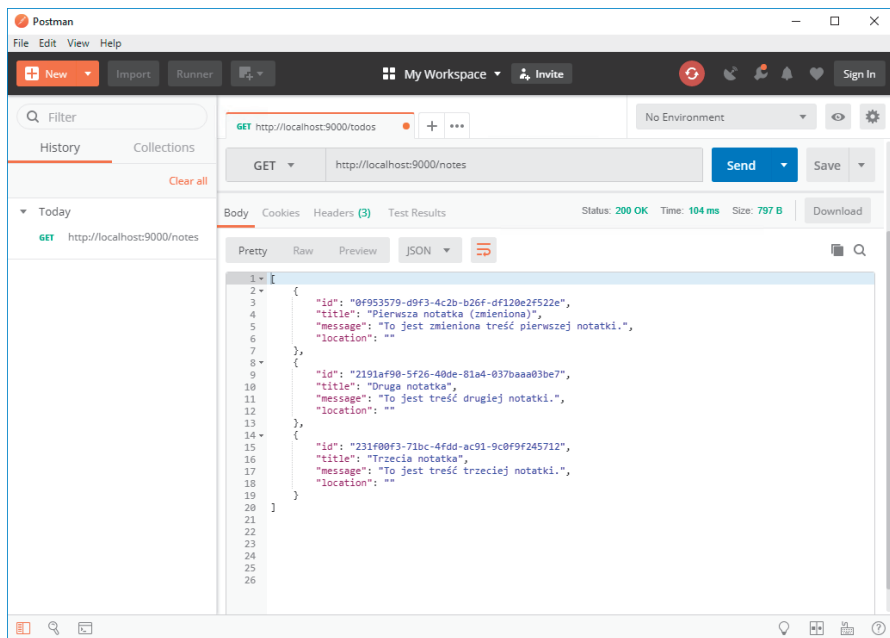 Postman
File Edit View Help
New Import Runner My Workspace Invite Sign In
Filter
History Collections
Clear all
Today
GET http://localhost:9000/notes
GET http://localhost:9000/todos
No Environment
GET http://localhost:9000/notes Send Save
Body Cookies Headers (3) Test Results Status: 200 OK Time: 104 ms Size: 797 B Download
Pretty Raw Preview JSON
1 [
2 {
3 "id": "0f953579-d9f3-4c2b-b26f-df120e2f522e",
4 "title": "Pierwsza notatka (zmieniona)",
5 "message": "To jest zmieniona treść pierwszej notatki.",
6 "location": ""
7 },
8 {
9 "id": "2191af90-5f26-40de-81a4-037baaa03be7",
10 "title": "Druga notatka",
11 "message": "To jest treść drugiej notatki.",
12 "location": ""
13 },
14 {
15 "id": "231f00f3-71bc-4fdd-ac91-9c0f9f245712",
16 "title": "Trzecia notatka",
17 "message": "To jest treść trzeciej notatki.",
18 "location": ""
19 }
20 ]
21
22
23
24
25
26